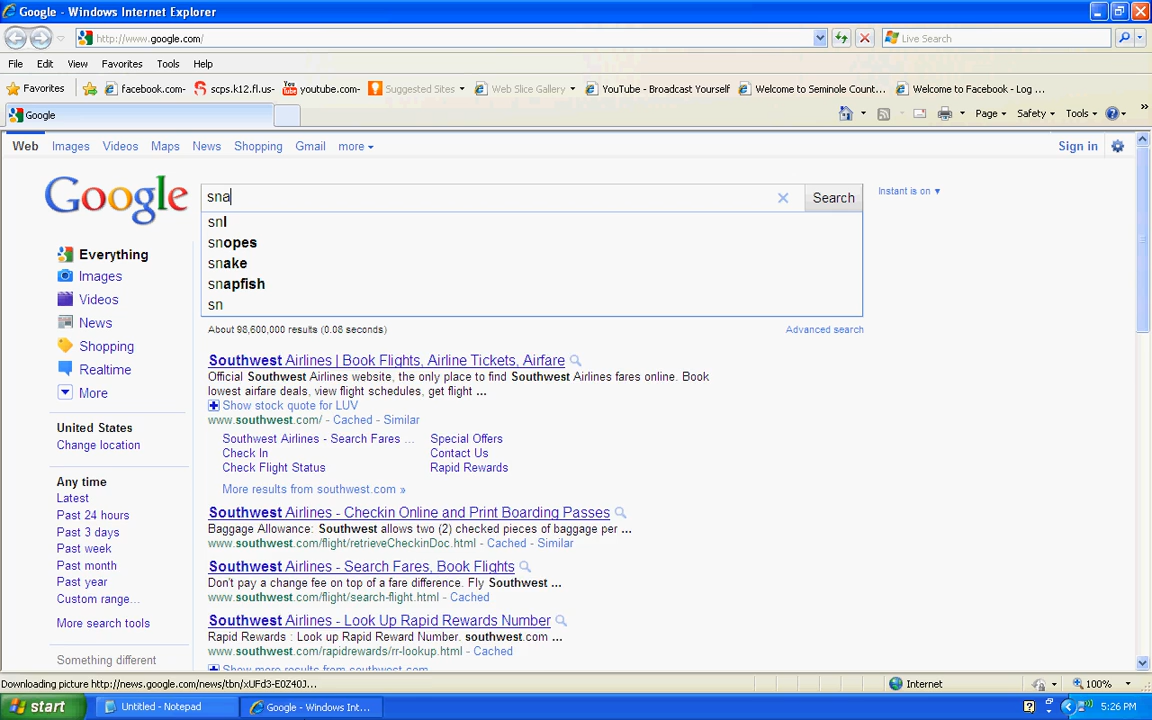 Google - Windows Internet Explorer
http://www.google.com/
Live Search
File Edit View Favorites Tools Help
Favorites facebook.com- scps.k12.fl.us- youtube.com- Suggested Sites Web Slice Gallery YouTube - Broadcast Yourself Welcome to Seminole Count... Welcome to Facebook - Log ...
Google
Page Safety Tools
Web Images Videos Maps News Shopping Gmail more
Sign in
Google
sna
Search
Instant is on ▼
snl
snopes
snake
snapfish
sn
Everything
Images
Videos
News
Shopping
Realtime
More
United States
Change location
Any time
Latest
Past 24 hours
Past 3 days
Past week
Past month
Past year
Custom range...
More search tools
Something different
About 98,600,000 results (0.08 seconds)
Advanced search
Southwest Airlines | Book Flights, Airline Tickets, Airfare
Official Southwest Airlines website, the only place to find Southwest Airlines fares online. Book
lowest airfare deals, view flight schedules, get flight ...
Show stock quote for LUV
www.southwest.com/ - Cached - Similar
Southwest Airlines - Search Fares ... Special Offers
Check In Contact Us
Check Flight Status Rapid Rewards
More results from southwest.com »
Southwest Airlines - Checkin Online and Print Boarding Passes
Baggage Allowance: Southwest allows two (2) checked pieces of baggage per ...
www.southwest.com/flight/retrieveCheckinDoc.html - Cached - Similar
Southwest Airlines - Search Fares, Book Flights
Don't pay a change fee on top of a fare difference. Fly Southwest ...
www.southwest.com/flight/search-flight.html - Cached
Southwest Airlines - Look Up Rapid Rewards Number
Rapid Rewards : Look up Rapid Reward Number. southwest.com ...
www.southwest.com/rapidrewards/rr-lookup.html - Cached
Show more results from southwest.com
Downloading picture http://news.google.com/news/tbn/xUFd3-E0Z40J...
Internet
100%
start
Untitled - Notepad
Google - Windows Int...
5:26 PM